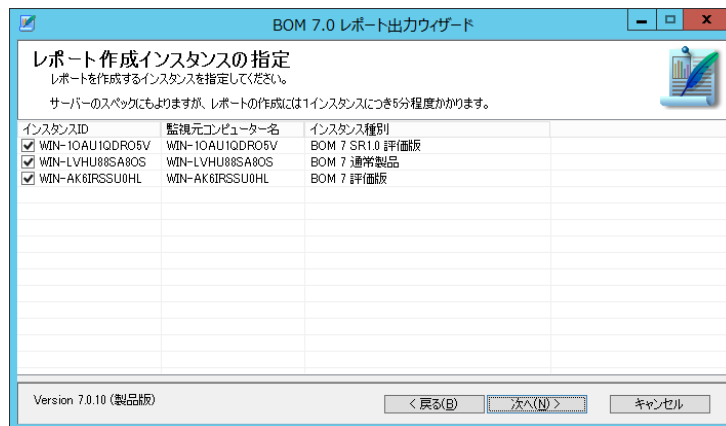 BOM 7.0 レポート出力ウィザード
レポート作成インスタンスの指定
レポートを作成するインスタンスを指定してください。
サーバーのスペックにもよりますが、レポートの作成には1インスタンスにつき5分程度かかります。
インスタンスID 監視元コンピューター名 インスタンス種別
WIN-1OAU1QDRO5V WIN-1OAU1QDRO5V BOM 7 SR1.0 評価版
WIN-LVHU88SA8OS WIN-LVHU88SA8OS BOM 7 通常製品
WIN-AK6IRSSU0HL WIN-AK6IRSSU0HL BOM 7 評価版
Version 7.0.10 (製品版) < 戻る(B) 次へ(N) > キャンセル